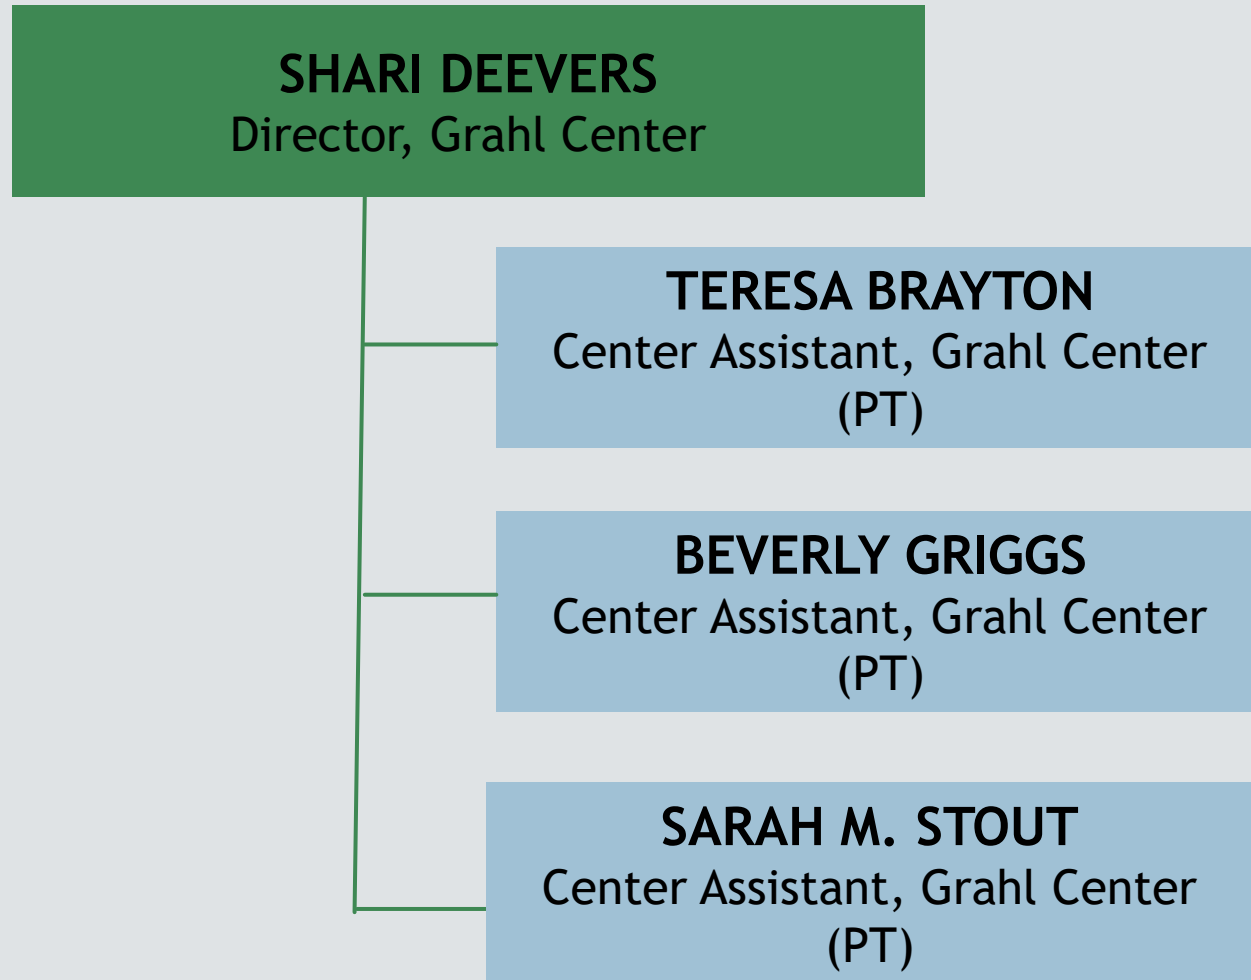 SHARI DEEVERS
Director, Grahl Center
TERESA BRAYTON
Center Assistant, Grahl Center
(PT)
BEVERLY GRIGGS
Center Assistant, Grahl Center
(PT)
SARAH M. STOUT
Center Assistant, Grahl Center
(PT)